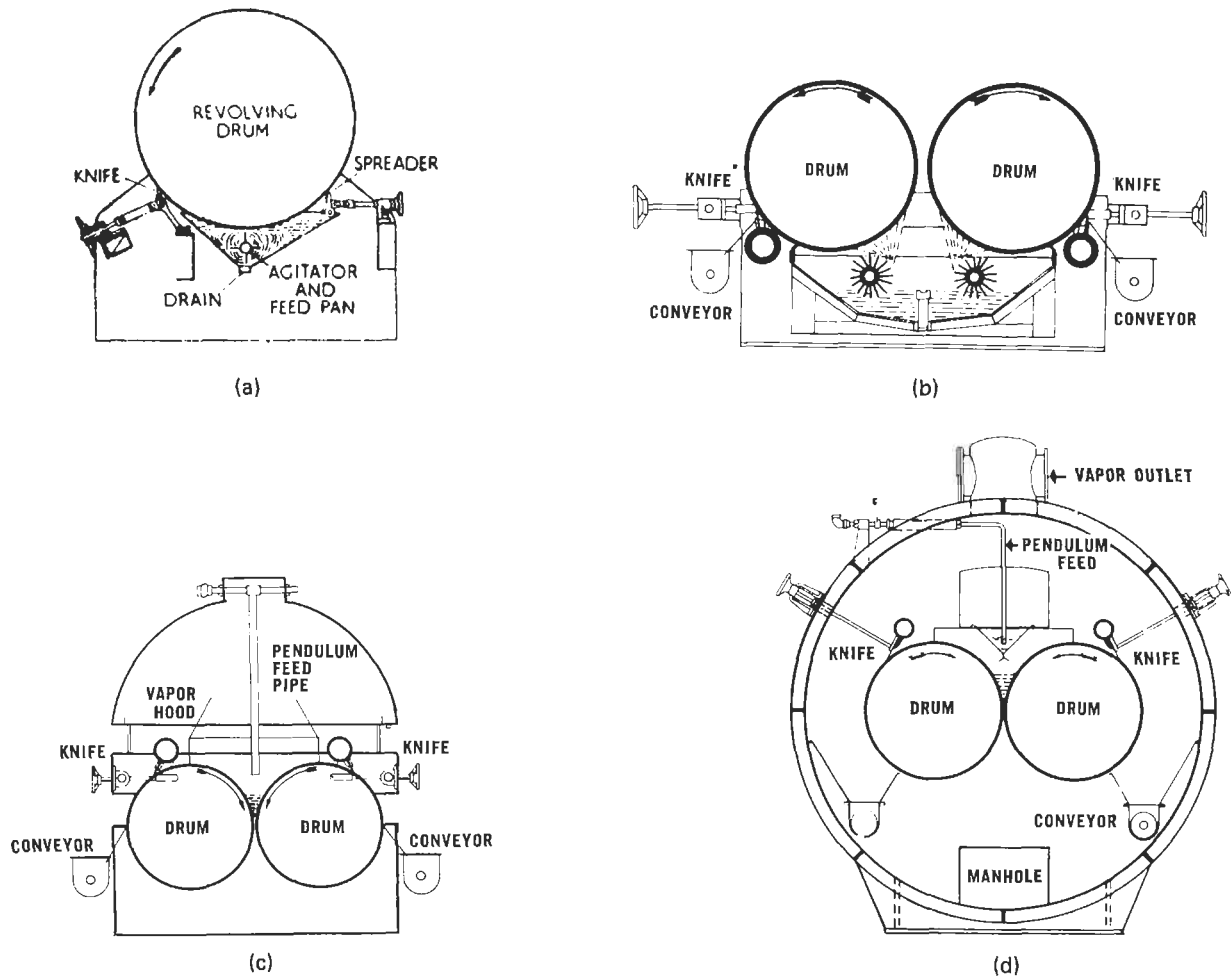 REVOLVING
DRUM
KNIFE
SPREADER
DRAIN
AGITATOR
AND
FEED PAN
(a)
DRUM
DRUM
KNIFE
KNIFE
CONVEYOR
CONVEYOR
(b)
PENDULUM
FEED
PIPE
VAPOR
HOOD
KNIFE
KNIFE
DRUM
DRUM
CONVEYOR
CONVEYOR
(c)
VAPOR OUTLET
PENDULUM
FEED
KNIFE
KNIFE
DRUM
DRUM
CONVEYOR
MANHOLE
(d)